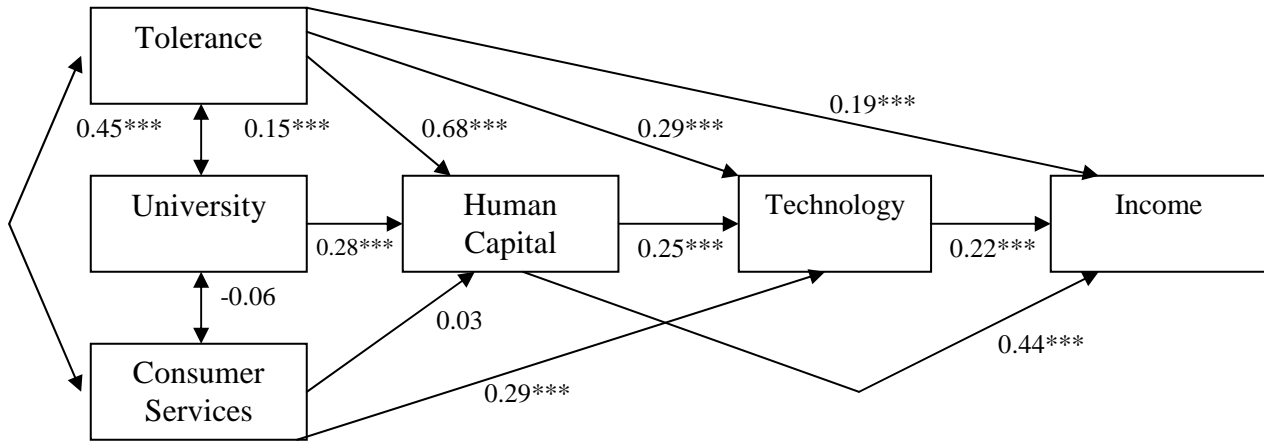 Tolerance
0.45***
0.15***
0.68***
0.29***
0.19***
University
Human
Capital
Technology
Income
0.28***
0.25***
0.22***
-0.06
0.03
Consumer
Services
0.29***
0.44***